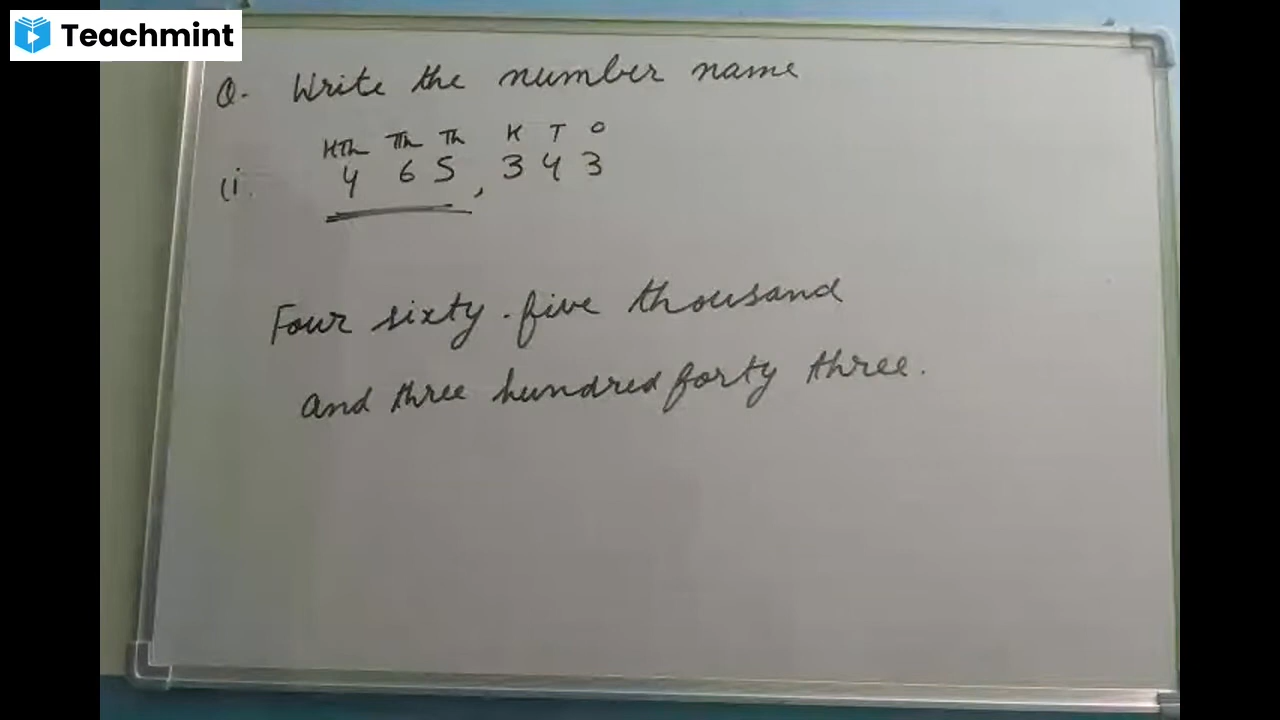 Teachmint
Q. Write the number name
HTh TTh Th H T O
(i. 4 6 5 , 3 4 3
Four sixty - five thousand
and three hundred forty three.